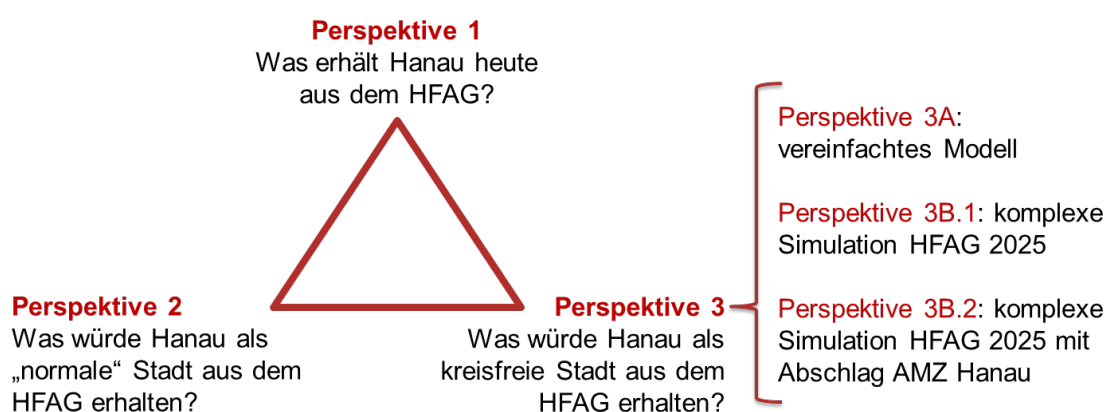 Perspektive 1
Was erhält Hanau heute
aus dem HFAG?
Perspektive 2
Was würde Hanau als
„normale“ Stadt aus dem
HFAG erhalten?
Perspektive 3
Was würde Hanau als
kreisfreie Stadt aus dem
HFAG erhalten?
Perspektive 3A:
vereinfachtes Modell
Perspektive 3B.1: komplexe
Simulation HFAG 2025
Perspektive 3B.2: komplexe
Simulation HFAG 2025 mit
Abschlag AMZ Hanau